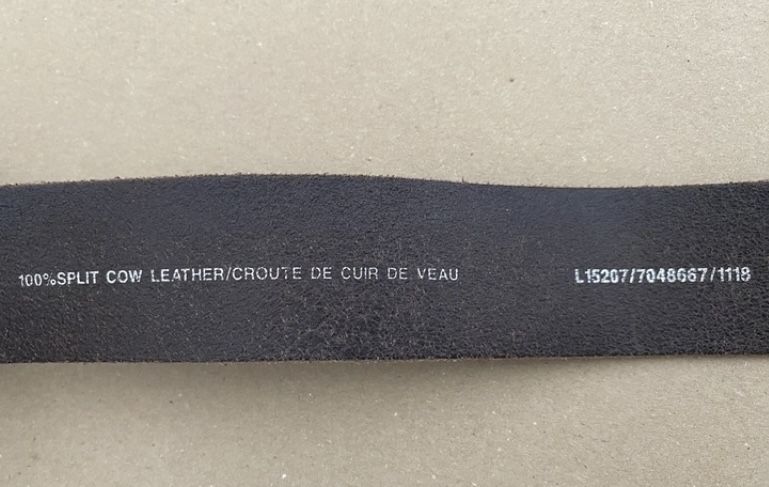 100%SPLIT COW LEATHER/CROUTE DE CUIR DE VEAU L15207/7048667/1118